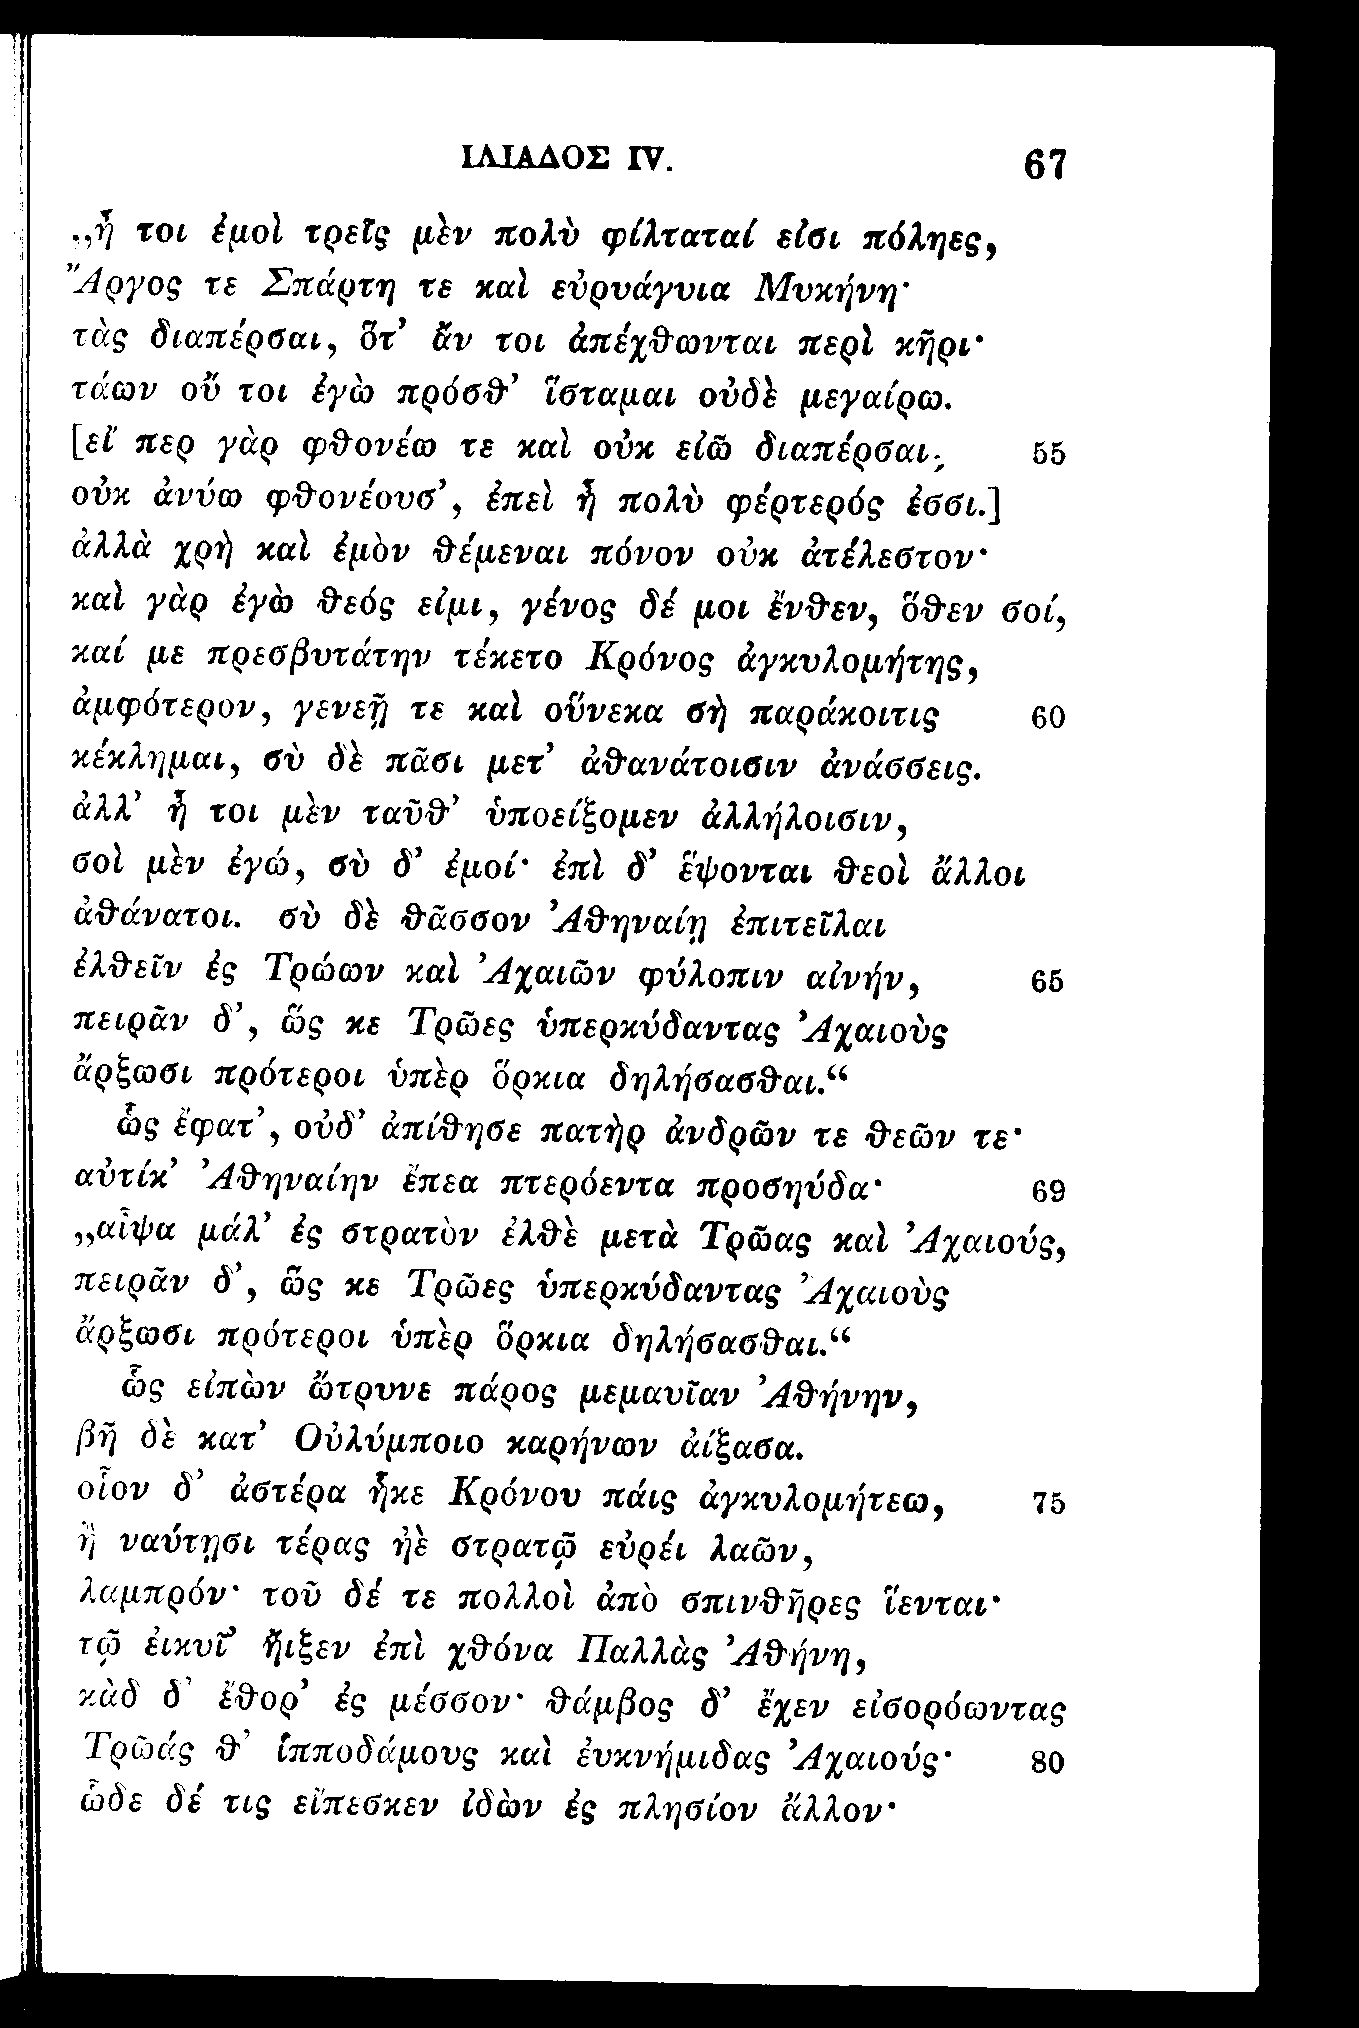 ΙΛΙΑΔΟΣ IV. 67
„ἦ τοι ἐμοὶ τρεῖς μὲν πολὺ φίλταταί εἰσι πόληες,
Ἄργος τε Σπάρτη τε καὶ εὐρυάγυια Μυκήνη·
τὰς διαπέρσαι, ὅτ’ ἄν τοι ἀπέχθωνται περὶ κῆρι·
τάων οὔ τοι ἐγὼ πρόσθ’ ἵσταμαι οὐδὲ μεγαίρω.
[εἴ περ γὰρ φθονέω τε καὶ οὐκ εἰῶ διαπέρσαι, 55
οὐκ ἀνύω φθονέουσ’, ἐπεὶ ἦ πολὺ φέρτερός ἐσσι.]
ἀλλὰ χρὴ καὶ ἐμὸν θέμεναι πόνον οὐκ ἀτέλεστον·
καὶ γὰρ ἐγὼ θεός εἰμι, γένος δέ μοι ἔνθεν, ὅθεν σοί,
καί με πρεσβυτάτην τέκετο Κρόνος ἀγκυλομήτης,
ἀμφότερον, γενεῇ τε καὶ οὕνεκα σὴ παράκοιτις 60
κέκλημαι, σὺ δὲ πᾶσι μετ’ ἀθανάτοισιν ἀνάσσεις.
ἀλλ’ ἦ τοι μὲν ταῦθ’ ὑποείξομεν ἀλλήλοισιν,
σοὶ μὲν ἐγώ, σὺ δ’ ἐμοί· ἐπὶ δ’ ἕψονται θεοὶ ἄλλοι
ἀθάνατοι. σὺ δὲ θᾶσσον Ἀθηναίῃ ἐπιτεῖλαι
ἐλθεῖν ἐς Τρώων καὶ Ἀχαιῶν φύλοπιν αἰνήν, 65
πειρᾶν δ’, ὥς κε Τρῶες ὑπερκύδαντας Ἀχαιοὺς
ἄρξωσι πρότεροι ὑπὲρ ὅρκια δηλήσασθαι.“
ὣς ἔφατ’, οὐδ’ ἀπίθησε πατὴρ ἀνδρῶν τε θεῶν τε·
αὐτίκ’ Ἀθηναίην ἔπεα πτερόεντα προσηύδα· 69
„αἶψα μάλ’ ἐς στρατὸν ἐλθὲ μετὰ Τρῶας καὶ Ἀχαιούς,
πειρᾶν δ’, ὥς κε Τρῶες ὑπερκύδαντας Ἀχαιοὺς
ἄρξωσι πρότεροι ὑπὲρ ὅρκια δηλήσασθαι.“
ὣς εἰπὼν ὤτρυνε πάρος μεμαυῖαν Ἀθήνην,
βῆ δὲ κατ’ Οὐλύμποιο καρήνων ἀίξασα.
οἷον δ’ ἀστέρα ἧκε Κρόνου πάις ἀγκυλομήτεω, 75
ἢ ναύτῃσι τέρας ἠὲ στρατῷ εὐρέι λαῶν,
λαμπρόν· τοῦ δέ τε πολλοὶ ἀπὸ σπινθῆρες ἵενται·
τῷ ἐικυῖ’ ἤιξεν ἐπὶ χθόνα Παλλὰς Ἀθήνη,
κὰδ δ’ ἔθορ’ ἐς μέσσον· θάμβος δ’ ἔχεν εἰσορόωντας
Τρῶάς θ’ ἱπποδάμους καὶ ἐυκνήμιδας Ἀχαιούς· 80
ὧδε δέ τις εἴπεσκεν ἰδὼν ἐς πλησίον ἄλλον·